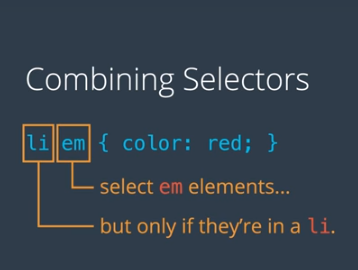 Combining Selectors
li em { color: red; }
select em elements...
but only if they're in a li.